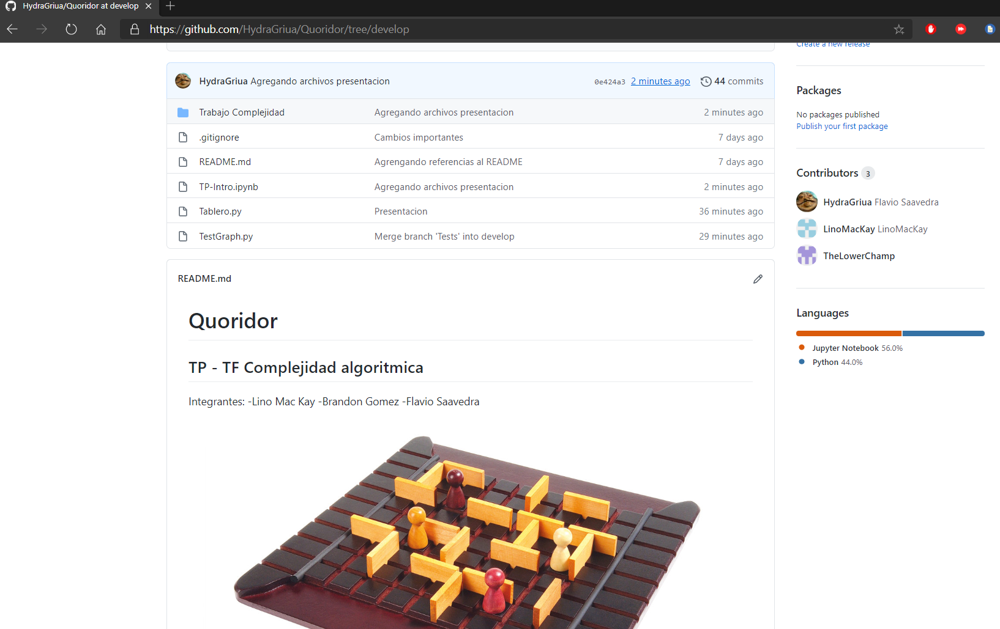 HydraGriua/Quoridor at develop
https://github.com/HydraGriua/Quoridor/tree/develop
Create a new release
HydraGriua Agregando archivos presentacion 0e424a3 2 minutes ago 44 commits
Trabajo Complejidad Agregando archivos presentacion 2 minutes ago
.gitignore Cambios importantes 7 days ago
README.md Agrengando referencias al README 7 days ago
TP-Intro.ipynb Agregando archivos presentacion 2 minutes ago
Tablero.py Presentacion 36 minutes ago
TestGraph.py Merge branch 'Tests' into develop 29 minutes ago
README.md
Quoridor
TP - TF Complejidad algoritmica
Integrantes: -Lino Mac Kay -Brandon Gomez -Flavio Saavedra
Packages
No packages published
Publish your first package
Contributors 3
HydraGriua Flavio Saavedra
LinoMacKay LinoMacKay
TheLowerChamp
Languages
Jupyter Notebook 56.0%
Python 44.0%